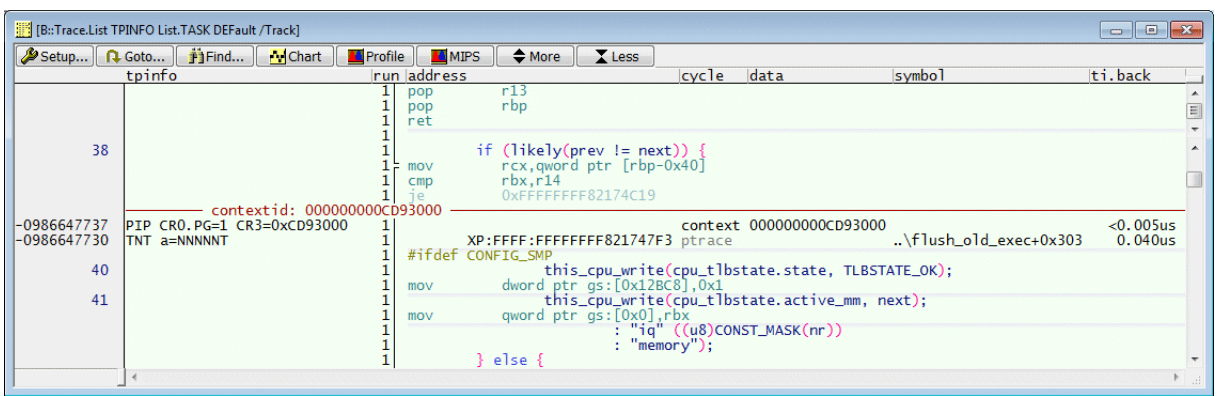 [B::Trace.List TPINFO List.TASK DEFault /Track]
Setup... Goto... Find... Chart Profile MIPS More Less
tpinfo run address cycle data symbol ti.back
1 pop r13
1 pop rbp
1 ret
1
38 1 if (likely(prev != next)) {
1 mov rcx,qword ptr [rbp-0x40]
1 cmp rbx,r14
1 je 0xFFFFFFFF82174C19
contextid: 000000000CD93000
-0986647737 PIP CR0.PG=1 CR3=0xCD93000 1 context 000000000CD93000 <0.005us
-0986647730 TNT a=NNNNNT 1 XP:FFFF:FFFFFFFF821747F3 ptrace ..\flush_old_exec+0x303 0.040us
1 #ifdef CONFIG_SMP
40 1 this_cpu_write(cpu_tlbstate.state, TLBSTATE_OK);
1 mov dword ptr gs:[0x12BC8],0x1
41 1 this_cpu_write(cpu_tlbstate.active_mm, next);
1 mov qword ptr gs:[0x0],rbx
1 : "iq" ((u8)CONST_MASK(nr))
1 : "memory");
1 } else {